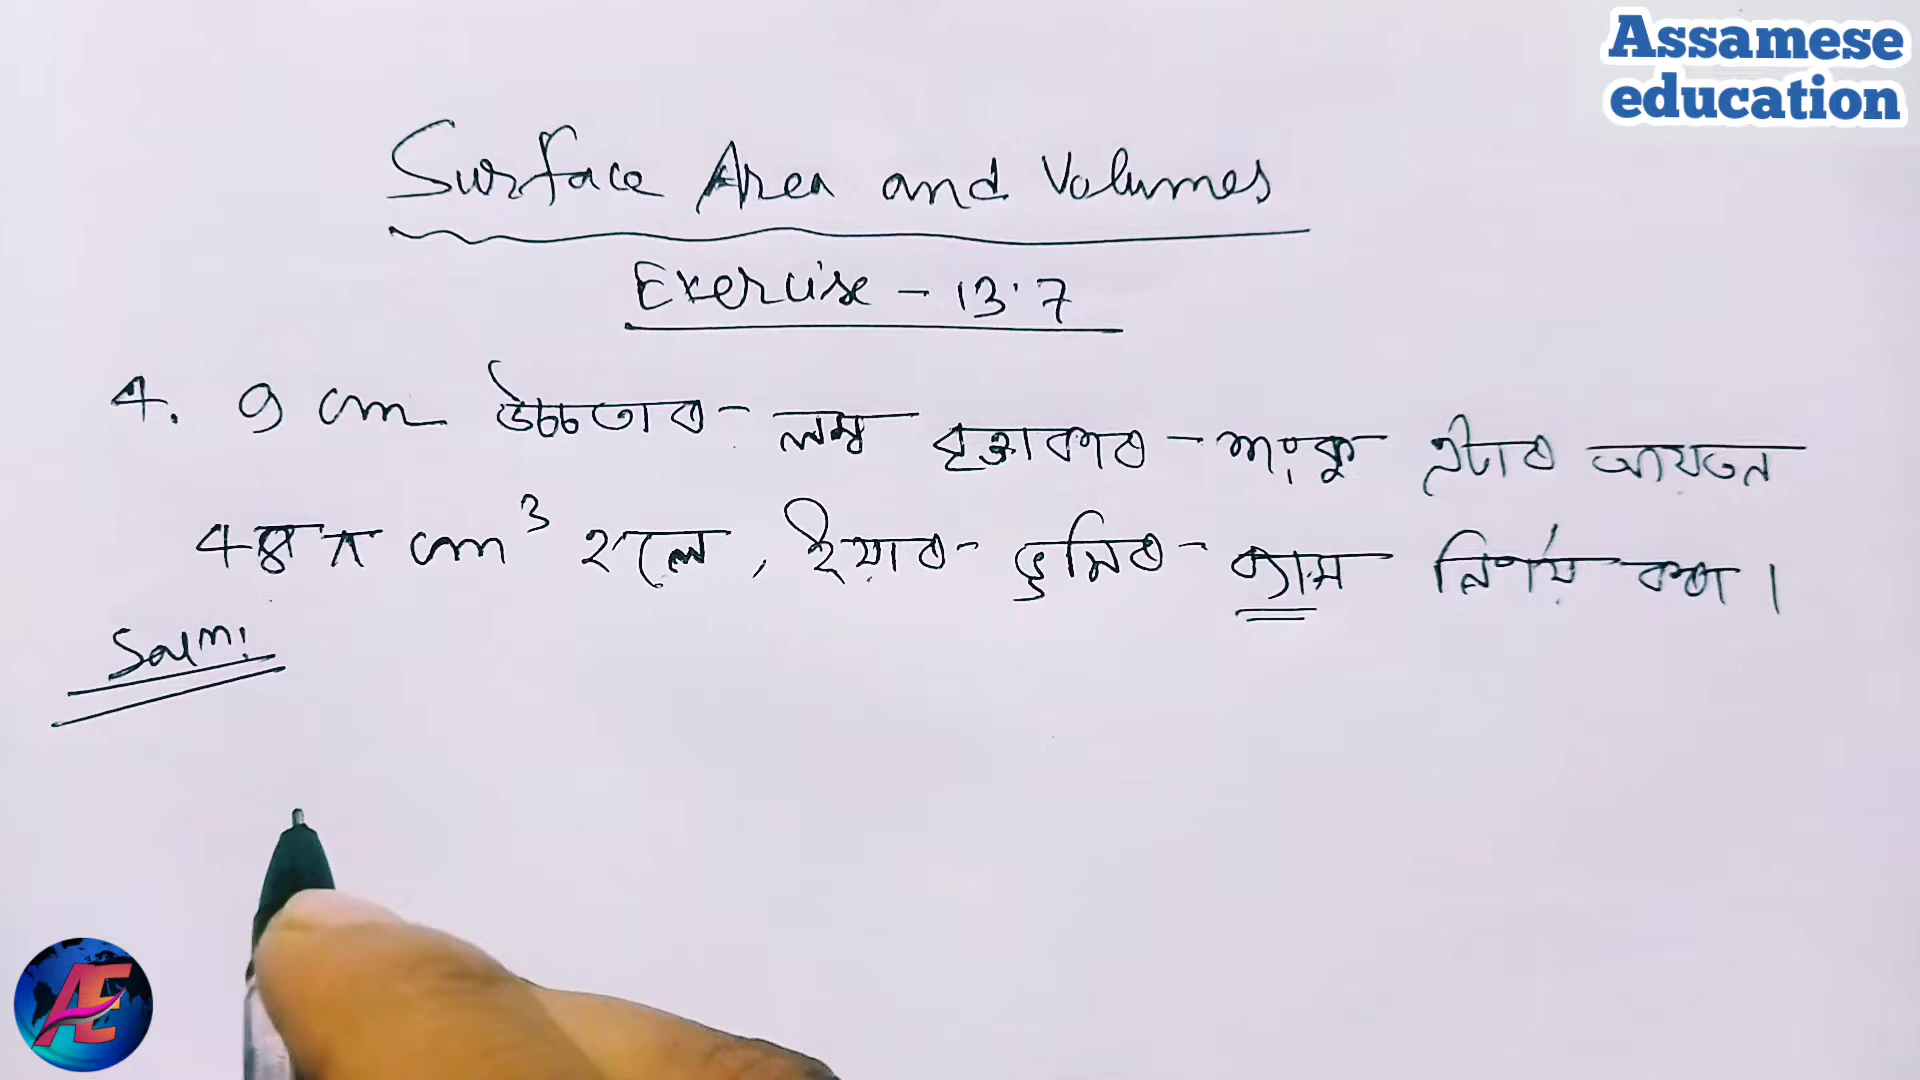 Assamese
education
Surface Area and Volumes
Exercise - 13.7
4. 9 cm উচ্চতাৰ লম্ব বৃত্তাকাৰ শংকু এটাৰ আয়তন
48π cm³ হ'লে, ইয়াৰ ভূমিৰ ব্যাস নিৰ্ণয় কৰা।
Solⁿ:
AE